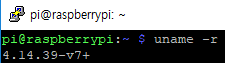 pi@raspberrypi: ~
pi@raspberrypi:~ $ uname -r
4.14.39-v7+